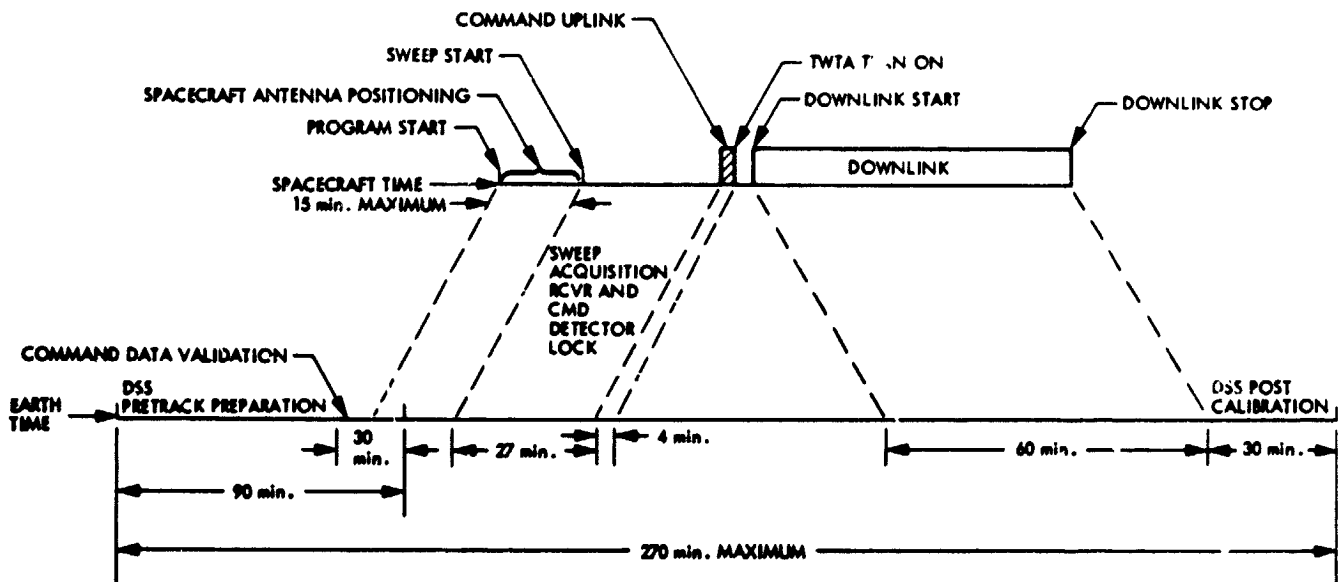 COMMAND UPLINK
SWEEP START
TWTA ON
SPACECRAFT ANTENNA POSITIONING
DOWNLINK START
DOWNLINK STOP
PROGRAM START
DOWNLINK
SPACECRAFT TIME
15 min. MAXIMUM
SWEEP
ACQUISITION
RCVR AND
CMD
DETECTOR
LOCK
COMMAND DATA VALIDATION
DSS
PRETRACK PREPARATION
DSS POST
CALIBRATION
EARTH
TIME
30
min.
27 min.
4 min.
60 min.
30 min.
90 min.
270 min. MAXIMUM